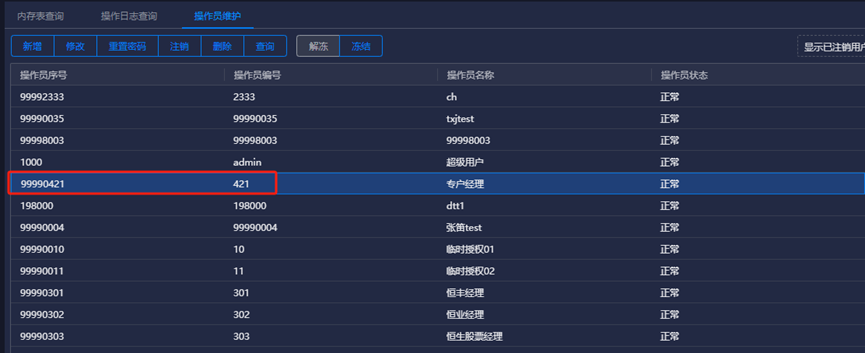 内存表查询 操作日志查询 操作员维护
新增 修改 重置密码 注销 删除 查询 解冻 冻结 显示已注销用户
操作员序号 操作员编号 操作员名称 操作员状态
99992333 2333 ch 正常
99990035 99990035 txjtest 正常
99998003 99998003 99998003 正常
1000 admin 超级用户 正常
99990421 421 专户经理 正常
198000 198000 dtt1 正常
99990004 99990004 张笛test 正常
99990010 10 临时授权01 正常
99990011 11 临时授权02 正常
99990301 301 恒丰经理 正常
99990302 302 恒业经理 正常
99990303 303 恒生股票经理 正常